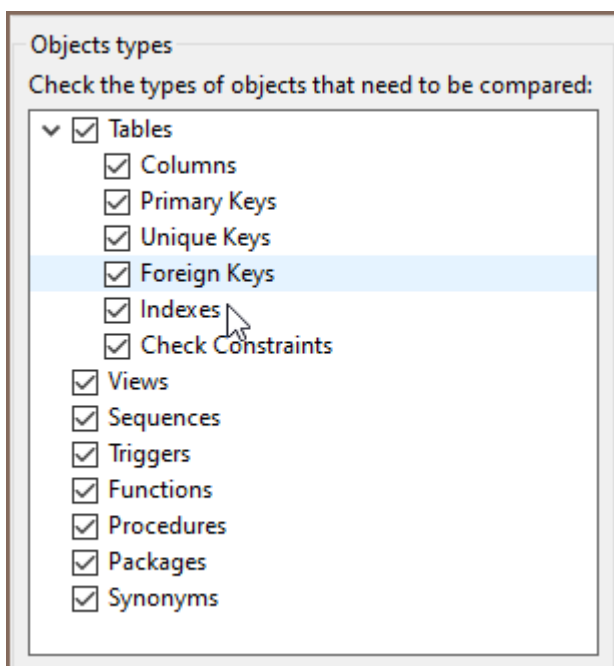 Objects types
Check the types of objects that need to be compared:
Tables
Columns
Primary Keys
Unique Keys
Foreign Keys
Indexes
Check Constraints
Views
Sequences
Triggers
Functions
Procedures
Packages
Synonyms